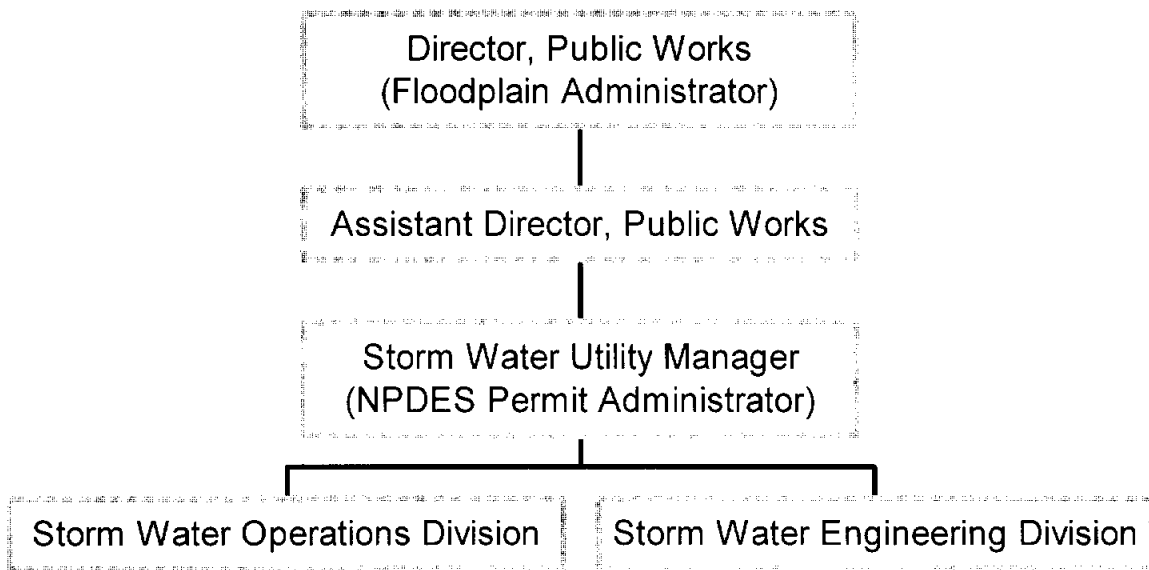 Director, Public Works
(Floodplain Administrator)
Assistant Director, Public Works
Storm Water Utility Manager
(NPDES Permit Administrator)
Storm Water Operations Division
Storm Water Engineering Division